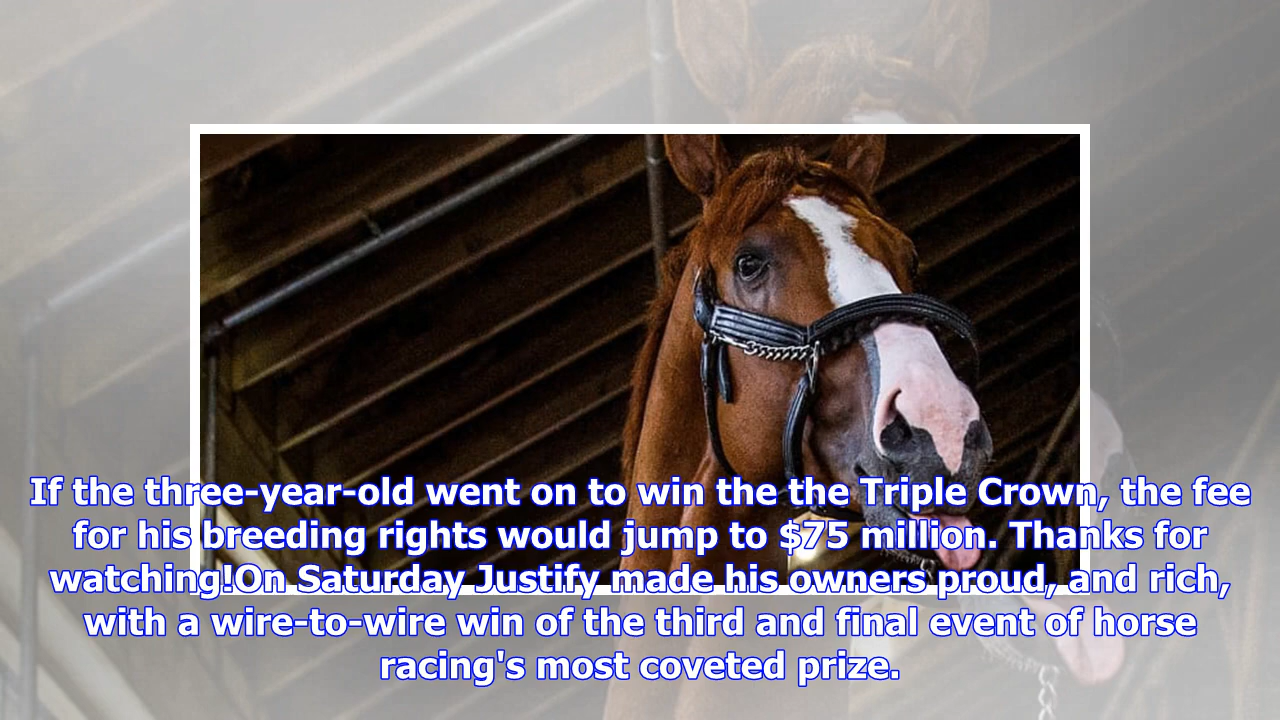 If the three-year-old went on to win the the Triple Crown, the fee
for his breeding rights would jump to $75 million. Thanks for
watching!On Saturday Justify made his owners proud, and rich,
with a wire-to-wire win of the third and final event of horse
racing's most coveted prize.